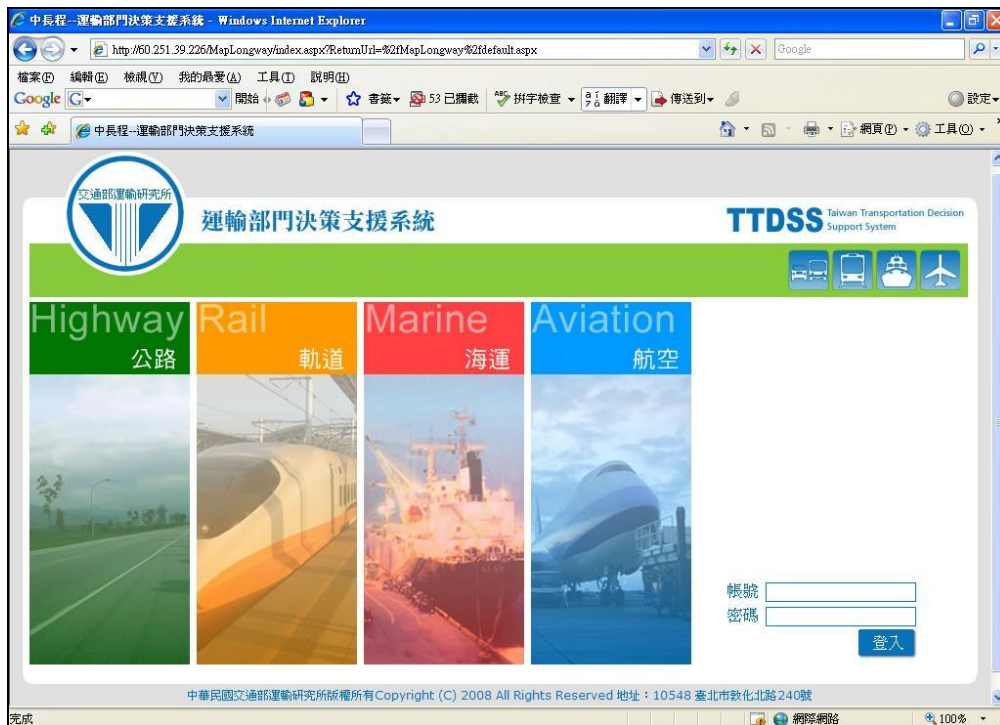 中長程--運輸部門決策支援系統 - Windows Internet Explorer
http://60.251.39.226/MapLongway/index.aspx?ReturnUrl=%2fMapLongway%2fdefault.aspx
Google
檔案(F) 編輯(E) 檢視(V) 我的最愛(A) 工具(T) 說明(H)
Google G 開始 書籤 53 已攔截 拼字檢查 翻譯 傳送到 設定
中長程--運輸部門決策支援系統 網頁(P) 工具(O)
交通部運輸研究所
運輸部門決策支援系統
TTDSS Taiwan Transportation Decision
Support System
Highway Rail Marine Aviation
公路 軌道 海運 航空
帳號
密碼
登入
中華民國交通部運輸研究所版權所有Copyright (C) 2008 All Rights Reserved 地址：10548 臺北市敦化北路240號
完成 網際網路 100%